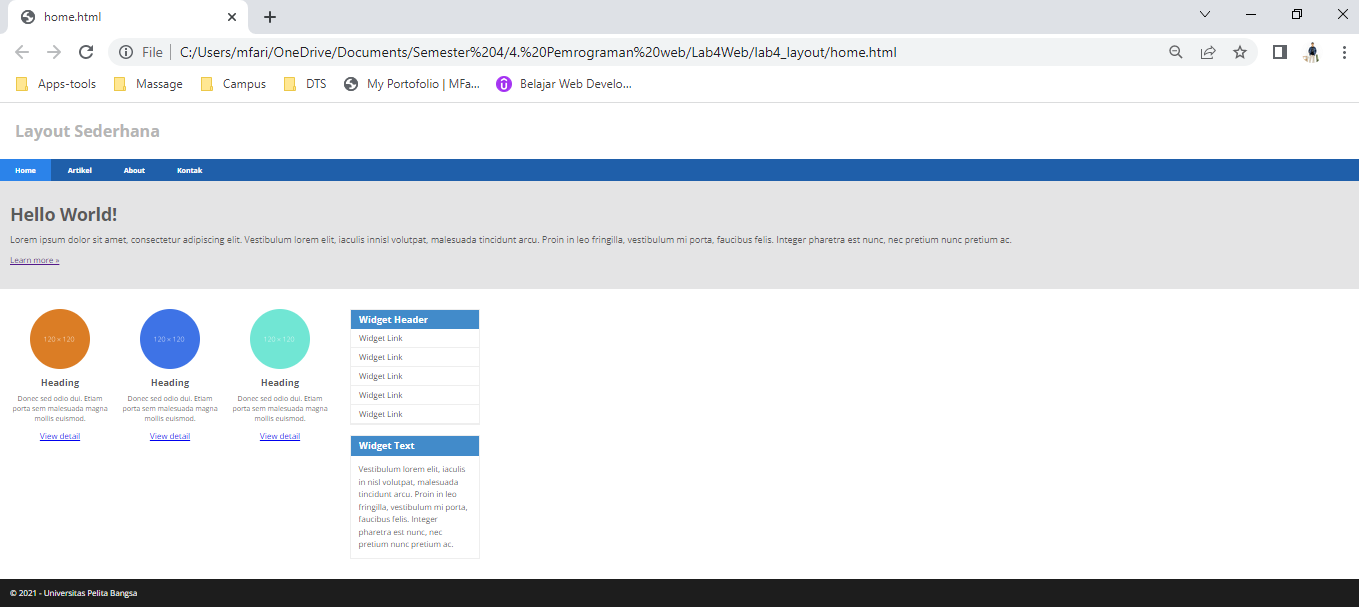 home.html
File C:/Users/mfari/OneDrive/Documents/Semester%204/4.%20Pemrograman%20web/Lab4Web/lab4_layout/home.html
Apps-tools Massage Campus DTS My Portofolio | MFa... Belajar Web Develo...
Layout Sederhana
Home Artikel About Kontak
Hello World!
Lorem ipsum dolor sit amet, consectetur adipiscing elit. Vestibulum lorem elit, iaculis innisl volutpat, malesuada tincidunt arcu. Proin in leo fringilla, vestibulum mi porta, faucibus felis. Integer pharetra est nunc, nec pretium nunc pretium ac.
Learn more »
120 × 120
Heading
Donec sed odio dui. Etiam
porta sem malesuada magna
mollis euismod.
View detail
120 × 120
Heading
Donec sed odio dui. Etiam
porta sem malesuada magna
mollis euismod.
View detail
120 × 120
Heading
Donec sed odio dui. Etiam
porta sem malesuada magna
mollis euismod.
View detail
Widget Header
Widget Link
Widget Link
Widget Link
Widget Link
Widget Link
Widget Text
Vestibulum lorem elit, iaculis
in nisl volutpat, malesuada
tincidunt arcu. Proin in leo
fringilla, vestibulum mi porta,
faucibus felis. Integer
pharetra est nunc, nec
pretium nunc pretium ac.
© 2021 - Universitas Pelita Bangsa